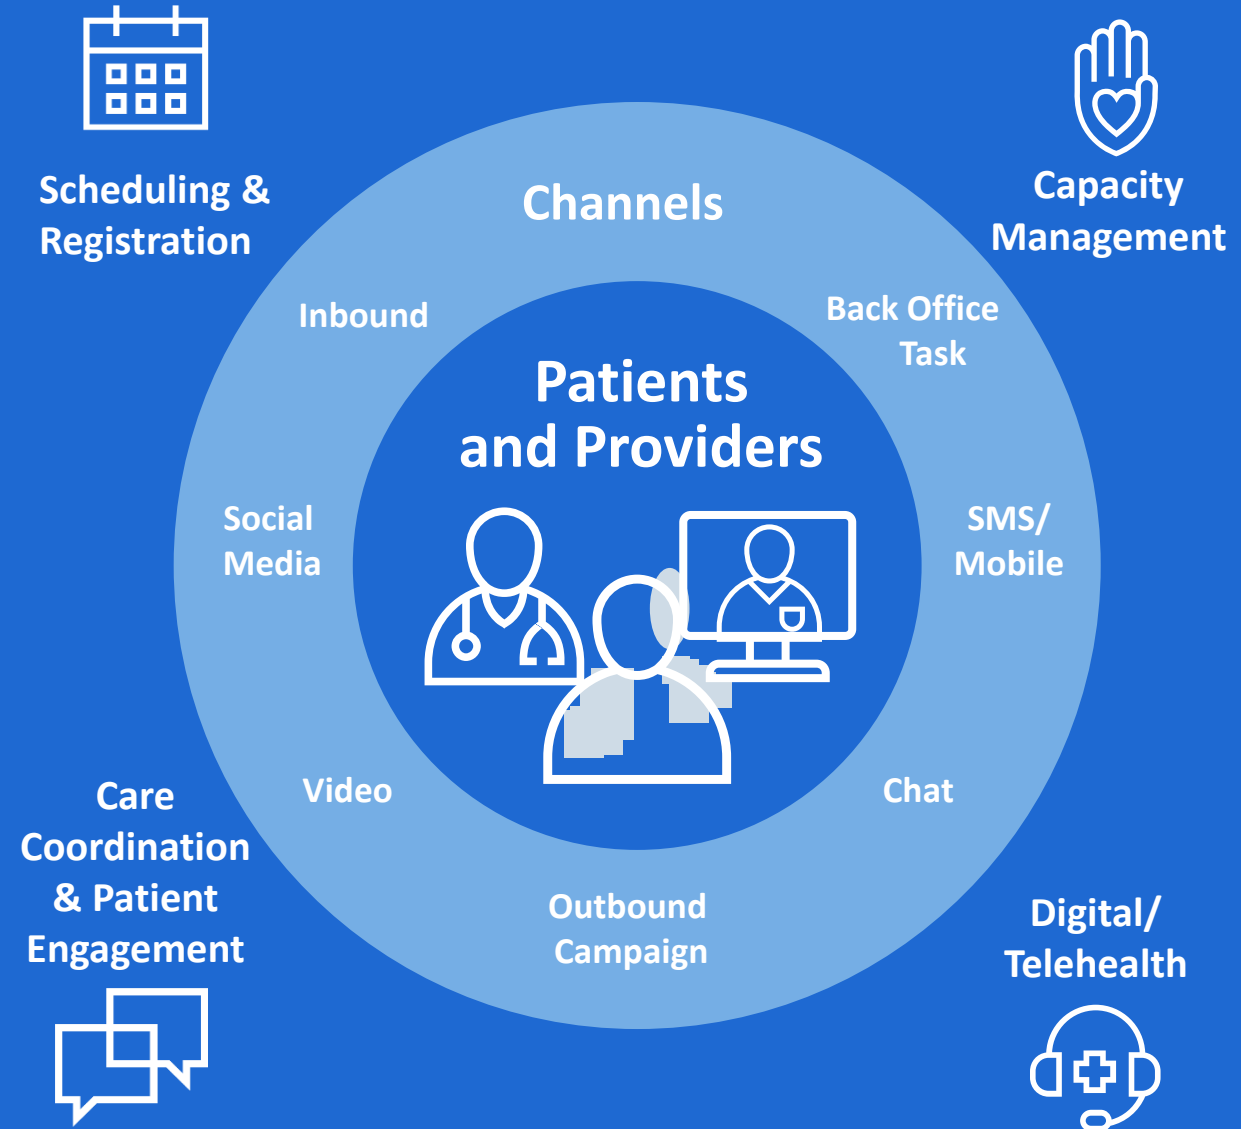 Scheduling &
Registration
Capacity
Management
Channels
Inbound
Back Office
Task
Patients
and Providers
Social
Media
SMS/
Mobile
Video
Chat
Outbound
Campaign
Care
Coordination
& Patient
Engagement
Digital/
Telehealth